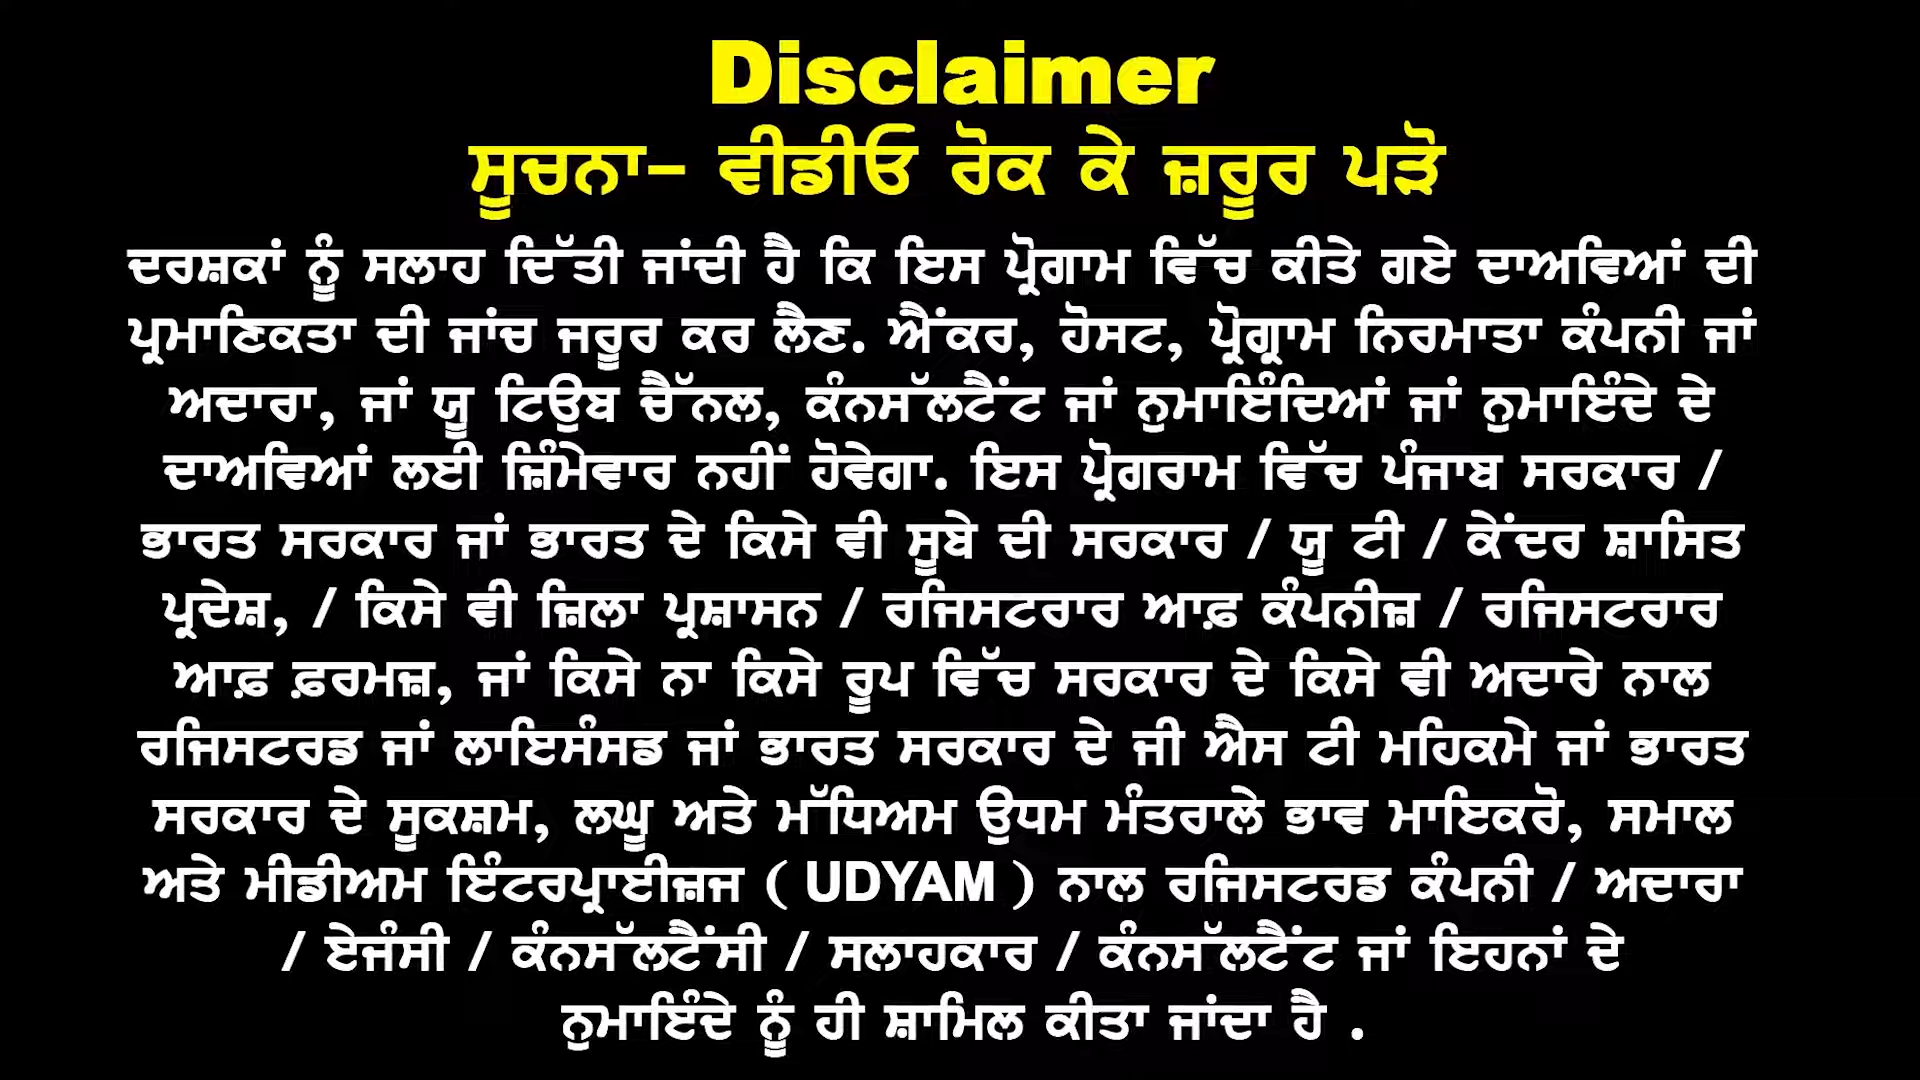 Disclaimer
ਸੂਚਨਾ- ਵੀਡੀਓ ਰੋਕ ਕੇ ਜ਼ਰੂਰ ਪੜੋ
ਦਰਸ਼ਕਾਂ ਨੂੰ ਸਲਾਹ ਦਿੱਤੀ ਜਾਂਦੀ ਹੈ ਕਿ ਇਸ ਪ੍ਰੋਗਾਮ ਵਿੱਚ ਕੀਤੇ ਗਏ ਦਾਅਵਿਆਂ ਦੀ
ਪ੍ਰਮਾਣਿਕਤਾ ਦੀ ਜਾਂਚ ਜਰੂਰ ਕਰ ਲੈਣ. ਐਂਕਰ, ਹੋਸਟ, ਪ੍ਰੋਗ੍ਰਾਮ ਨਿਰਮਾਤਾ ਕੰਪਨੀ ਜਾਂ
ਅਦਾਰਾ, ਜਾਂ ਯੂ ਟਿਊਬ ਚੈੱਨਲ, ਕੰਨਸੱਲਟੈਂਟ ਜਾਂ ਨੁਮਾਇੰਦਿਆਂ ਜਾਂ ਨੁਮਾਇੰਦੇ ਦੇ
ਦਾਅਵਿਆਂ ਲਈ ਜ਼ਿੰਮੇਵਾਰ ਨਹੀਂ ਹੋਵੇਗਾ. ਇਸ ਪ੍ਰੋਗਰਾਮ ਵਿੱਚ ਪੰਜਾਬ ਸਰਕਾਰ /
ਭਾਰਤ ਸਰਕਾਰ ਜਾਂ ਭਾਰਤ ਦੇ ਕਿਸੇ ਵੀ ਸੂਬੇ ਦੀ ਸਰਕਾਰ / ਯੂ ਟੀ / ਕੇਂਦਰ ਸ਼ਾਸਿਤ
ਪ੍ਰਦੇਸ਼, / ਕਿਸੇ ਵੀ ਜ਼ਿਲਾ ਪ੍ਰਸ਼ਾਸਨ / ਰਜਿਸਟਰਾਰ ਆਫ਼ ਕੰਪਨੀਜ਼ / ਰਜਿਸਟਰਾਰ
ਆਫ਼ ਫ਼ਰਮਜ਼, ਜਾਂ ਕਿਸੇ ਨਾ ਕਿਸੇ ਰੂਪ ਵਿੱਚ ਸਰਕਾਰ ਦੇ ਕਿਸੇ ਵੀ ਅਦਾਰੇ ਨਾਲ
ਰਜਿਸਟਰਡ ਜਾਂ ਲਾਇਸੰਸਡ ਜਾਂ ਭਾਰਤ ਸਰਕਾਰ ਦੇ ਜੀ ਐਸ ਟੀ ਮਹਿਕਮੇ ਜਾਂ ਭਾਰਤ
ਸਰਕਾਰ ਦੇ ਸੂਕਸ਼ਮ, ਲਘੂ ਅਤੇ ਮੱਧਿਅਮ ਉਧਮ ਮੰਤਰਾਲੇ ਭਾਵ ਮਾਇਕਰੋ, ਸਮਾਲ
ਅਤੇ ਮੀਡੀਅਮ ਇੰਟਰਪ੍ਰਾਈਜ਼ਜ ( UDYAM ) ਨਾਲ ਰਜਿਸਟਰਡ ਕੰਪਨੀ / ਅਦਾਰਾ
/ ਏਜੰਸੀ / ਕੰਨਸੱਲਟੈਂਸੀ / ਸਲਾਹਕਾਰ / ਕੰਨਸੱਲਟੈਂਟ ਜਾਂ ਇਹਨਾਂ ਦੇ
ਨੁਮਾਇੰਦੇ ਨੂੰ ਹੀ ਸ਼ਾਮਿਲ ਕੀਤਾ ਜਾਂਦਾ ਹੈ .